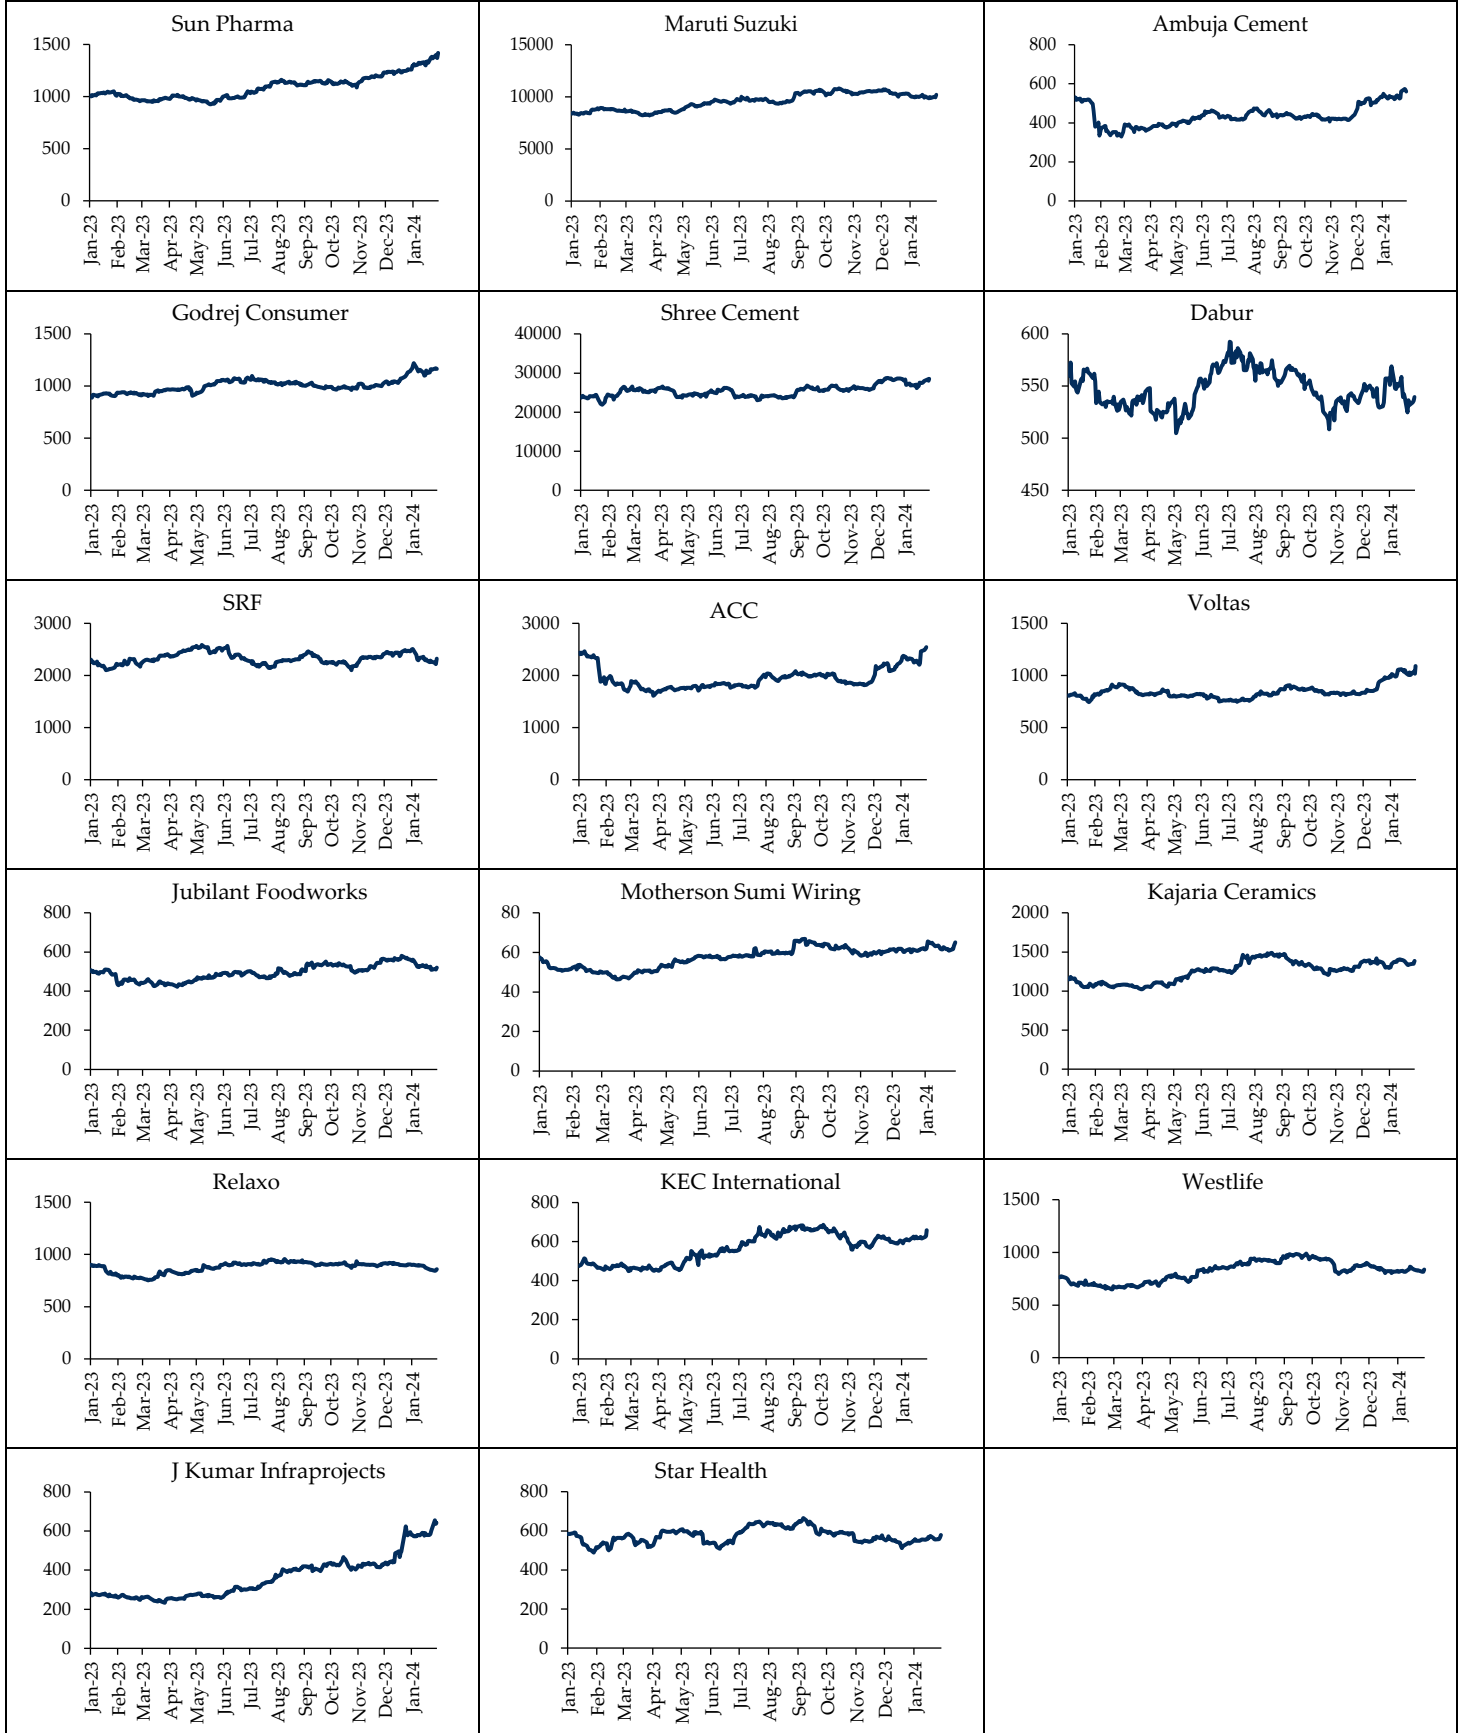 Sun Pharma
1500
1000
500
0
Jan-23
Feb-23
Mar-23
Apr-23
May-23
Jun-23
Jul-23
Aug-23
Sep-23
Oct-23
Nov-23
Dec-23
Jan-24
Maruti Suzuki
15000
10000
5000
0
Jan-23
Feb-23
Mar-23
Apr-23
May-23
Jun-23
Jul-23
Aug-23
Sep-23
Oct-23
Nov-23
Dec-23
Jan-24
Ambuja Cement
800
600
400
200
0
Jan-23
Feb-23
Mar-23
Apr-23
May-23
Jun-23
Jul-23
Aug-23
Sep-23
Oct-23
Nov-23
Dec-23
Jan-24
Godrej Consumer
1500
1000
500
0
Jan-23
Feb-23
Mar-23
Apr-23
May-23
Jun-23
Jul-23
Aug-23
Sep-23
Oct-23
Nov-23
Dec-23
Jan-24
Shree Cement
40000
30000
20000
10000
0
Jan-23
Feb-23
Mar-23
Apr-23
May-23
Jun-23
Jul-23
Aug-23
Sep-23
Oct-23
Nov-23
Dec-23
Jan-24
Dabur
600
550
500
450
Jan-23
Feb-23
Mar-23
Apr-23
May-23
Jun-23
Jul-23
Aug-23
Sep-23
Oct-23
Nov-23
Dec-23
Jan-24
SRF
3000
2000
1000
0
Jan-23
Feb-23
Mar-23
Apr-23
May-23
Jun-23
Jul-23
Aug-23
Sep-23
Oct-23
Nov-23
Dec-23
Jan-24
ACC
3000
2000
1000
0
Jan-23
Feb-23
Mar-23
Apr-23
May-23
Jun-23
Jul-23
Aug-23
Sep-23
Oct-23
Nov-23
Dec-23
Jan-24
Voltas
1500
1000
500
0
Jan-23
Feb-23
Mar-23
Apr-23
May-23
Jun-23
Jul-23
Aug-23
Sep-23
Oct-23
Nov-23
Dec-23
Jan-24
Jubilant Foodworks
800
600
400
200
0
Jan-23
Feb-23
Mar-23
Apr-23
May-23
Jun-23
Jul-23
Aug-23
Sep-23
Oct-23
Nov-23
Dec-23
Jan-24
Motherson Sumi Wiring
80
60
40
20
0
Jan-23
Feb-23
Mar-23
Apr-23
May-23
Jun-23
Jul-23
Aug-23
Sep-23
Oct-23
Nov-23
Dec-23
Jan-24
Kajaria Ceramics
2000
1500
1000
500
0
Jan-23
Feb-23
Mar-23
Apr-23
May-23
Jun-23
Jul-23
Aug-23
Sep-23
Oct-23
Nov-23
Dec-23
Jan-24
Relaxo
1500
1000
500
0
Jan-23
Feb-23
Mar-23
Apr-23
May-23
Jun-23
Jul-23
Aug-23
Sep-23
Oct-23
Nov-23
Dec-23
Jan-24
KEC International
800
600
400
200
0
Jan-23
Feb-23
Mar-23
Apr-23
May-23
Jun-23
Jul-23
Aug-23
Sep-23
Oct-23
Nov-23
Dec-23
Jan-24
Westlife
1500
1000
500
0
Jan-23
Feb-23
Mar-23
Apr-23
May-23
Jun-23
Jul-23
Aug-23
Sep-23
Oct-23
Nov-23
Dec-23
Jan-24
J Kumar Infraprojects
800
600
400
200
0
Jan-23
Feb-23
Mar-23
Apr-23
May-23
Jun-23
Jul-23
Aug-23
Sep-23
Oct-23
Nov-23
Dec-23
Jan-24
Star Health
800
600
400
200
0
Jan-23
Feb-23
Mar-23
Apr-23
May-23
Jun-23
Jul-23
Aug-23
Sep-23
Oct-23
Nov-23
Dec-23
Jan-24